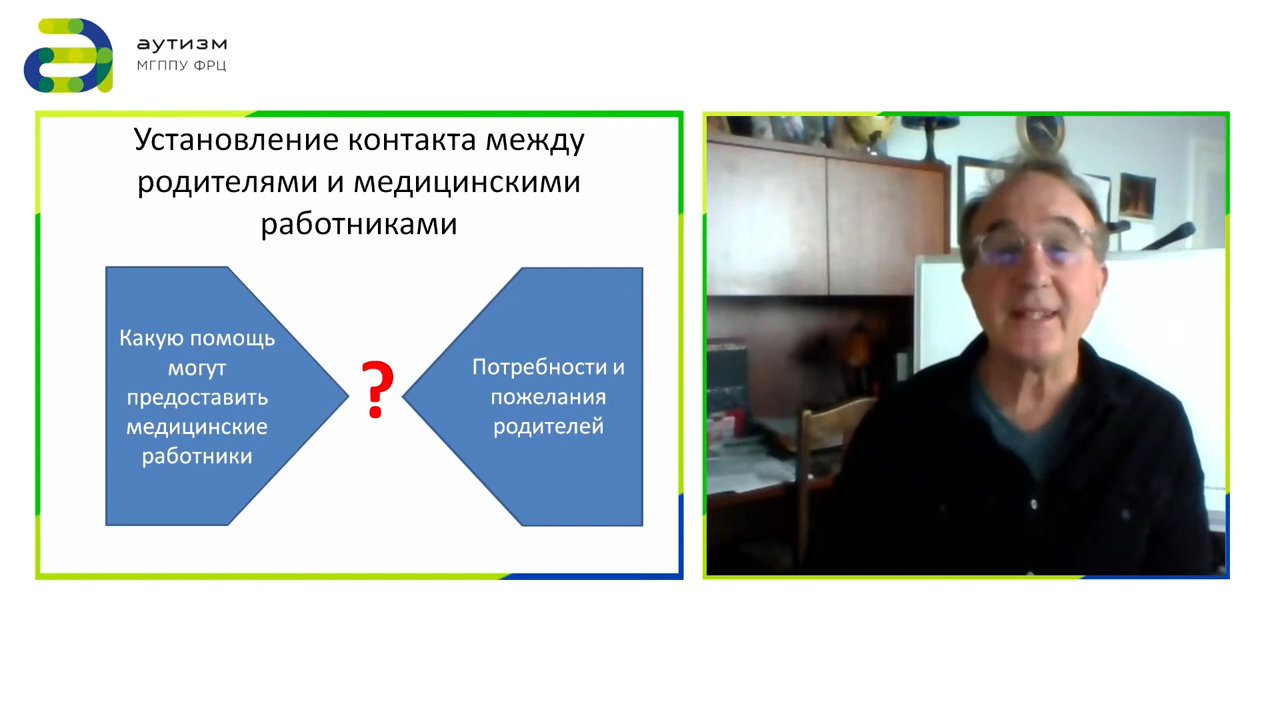 аутизм
МГППУ ФРЦ
Установление контакта между
родителями и медицинскими
работниками
Какую помощь
могут
предоставить
медицинские
работники
?
Потребности и
пожелания
родителей